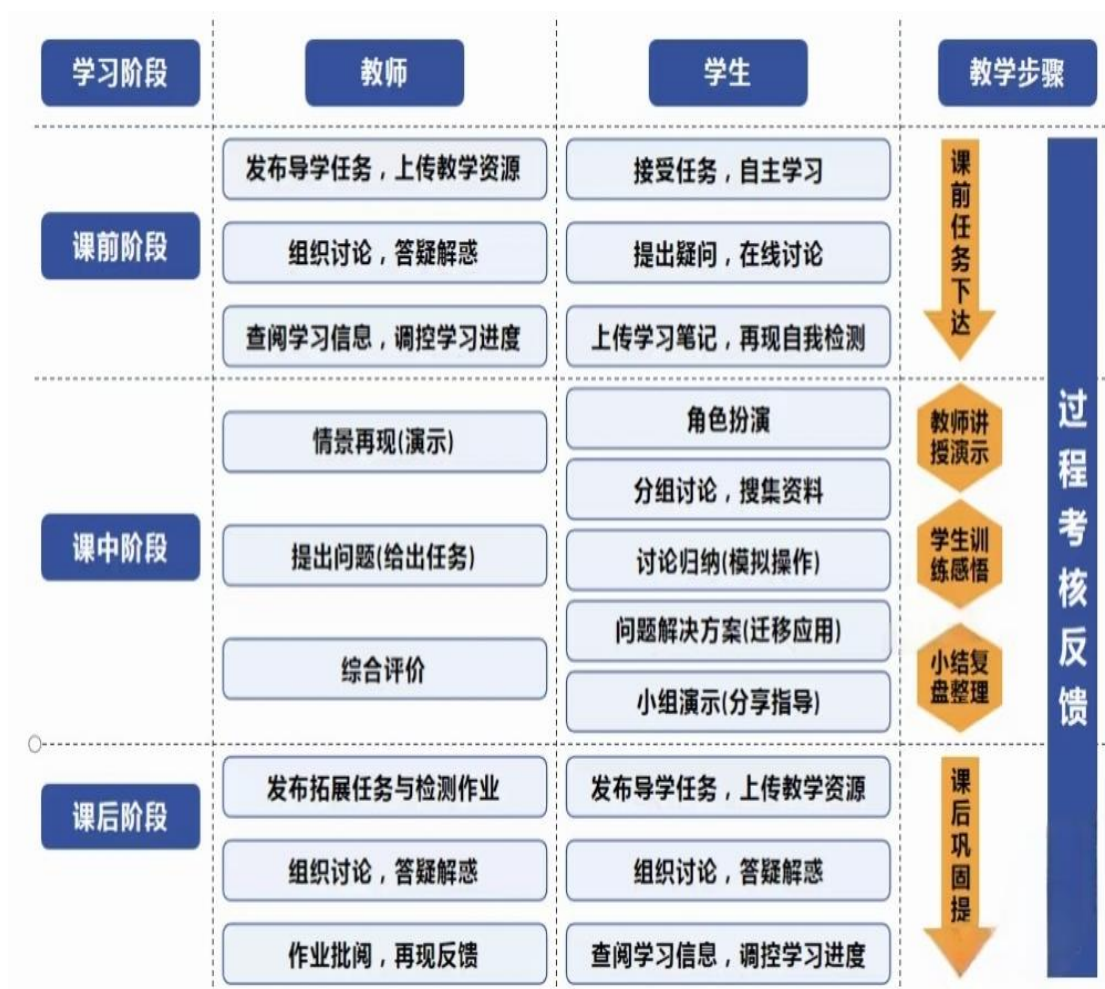 学习阶段
教师
学生
教学步骤
课前阶段
发布导学任务，上传教学资源
接受任务，自主学习
组织讨论，答疑解惑
提出疑问，在线讨论
查阅学习信息，调控学习进度
上传学习笔记，再现自我检测
课前任务下达
课中阶段
情景再现(演示)
提出问题(给出任务)
综合评价
角色扮演
分组讨论，搜集资料
讨论归纳(模拟操作)
问题解决方案(迁移应用)
小组演示(分享指导)
教师讲
授演示
学生训
练感悟
小结复
盘整理
课后阶段
发布拓展任务与检测作业
发布导学任务，上传教学资源
组织讨论，答疑解惑
组织讨论，答疑解惑
作业批阅，再现反馈
查阅学习信息，调控学习进度
课后巩固提
过程考核反馈